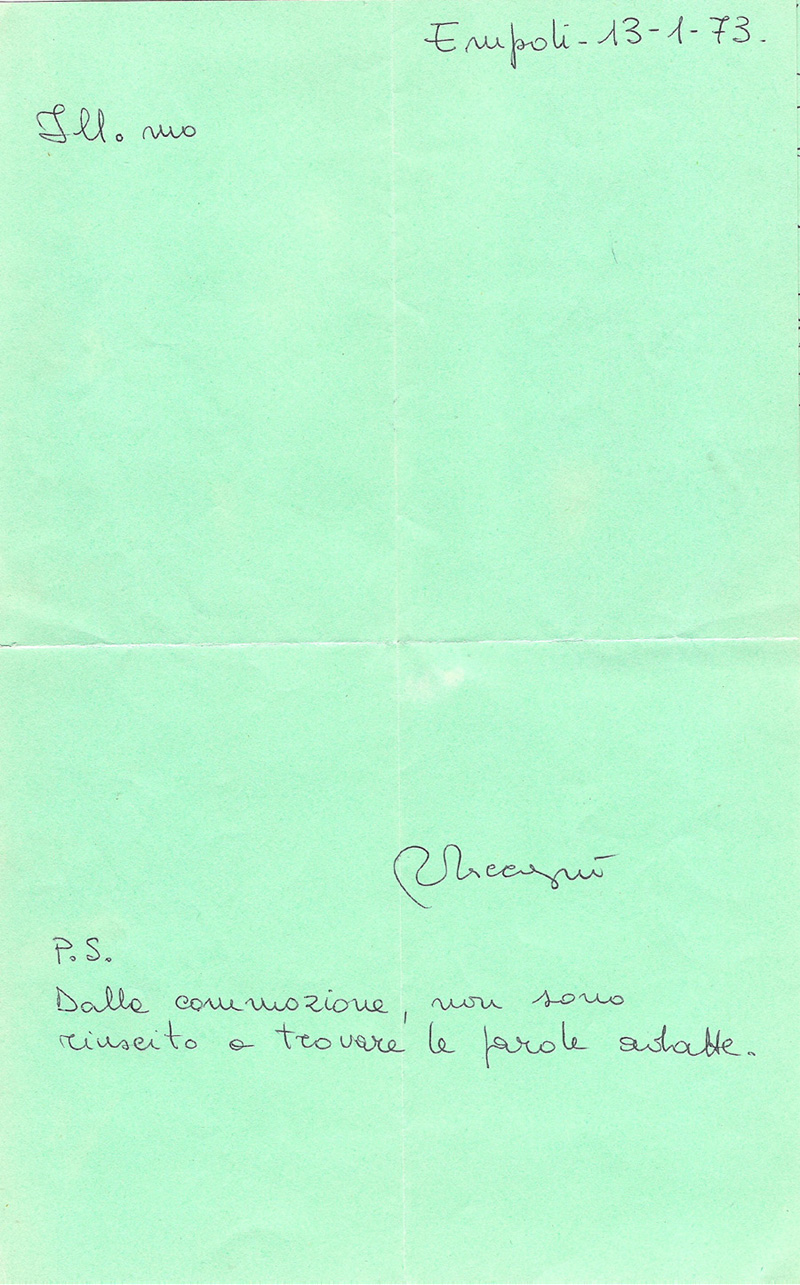 Empoli - 13-1-73.
Ill.mo
P.S.
Dalla commozione, non sono
riuscito a trovare le parole adatte.